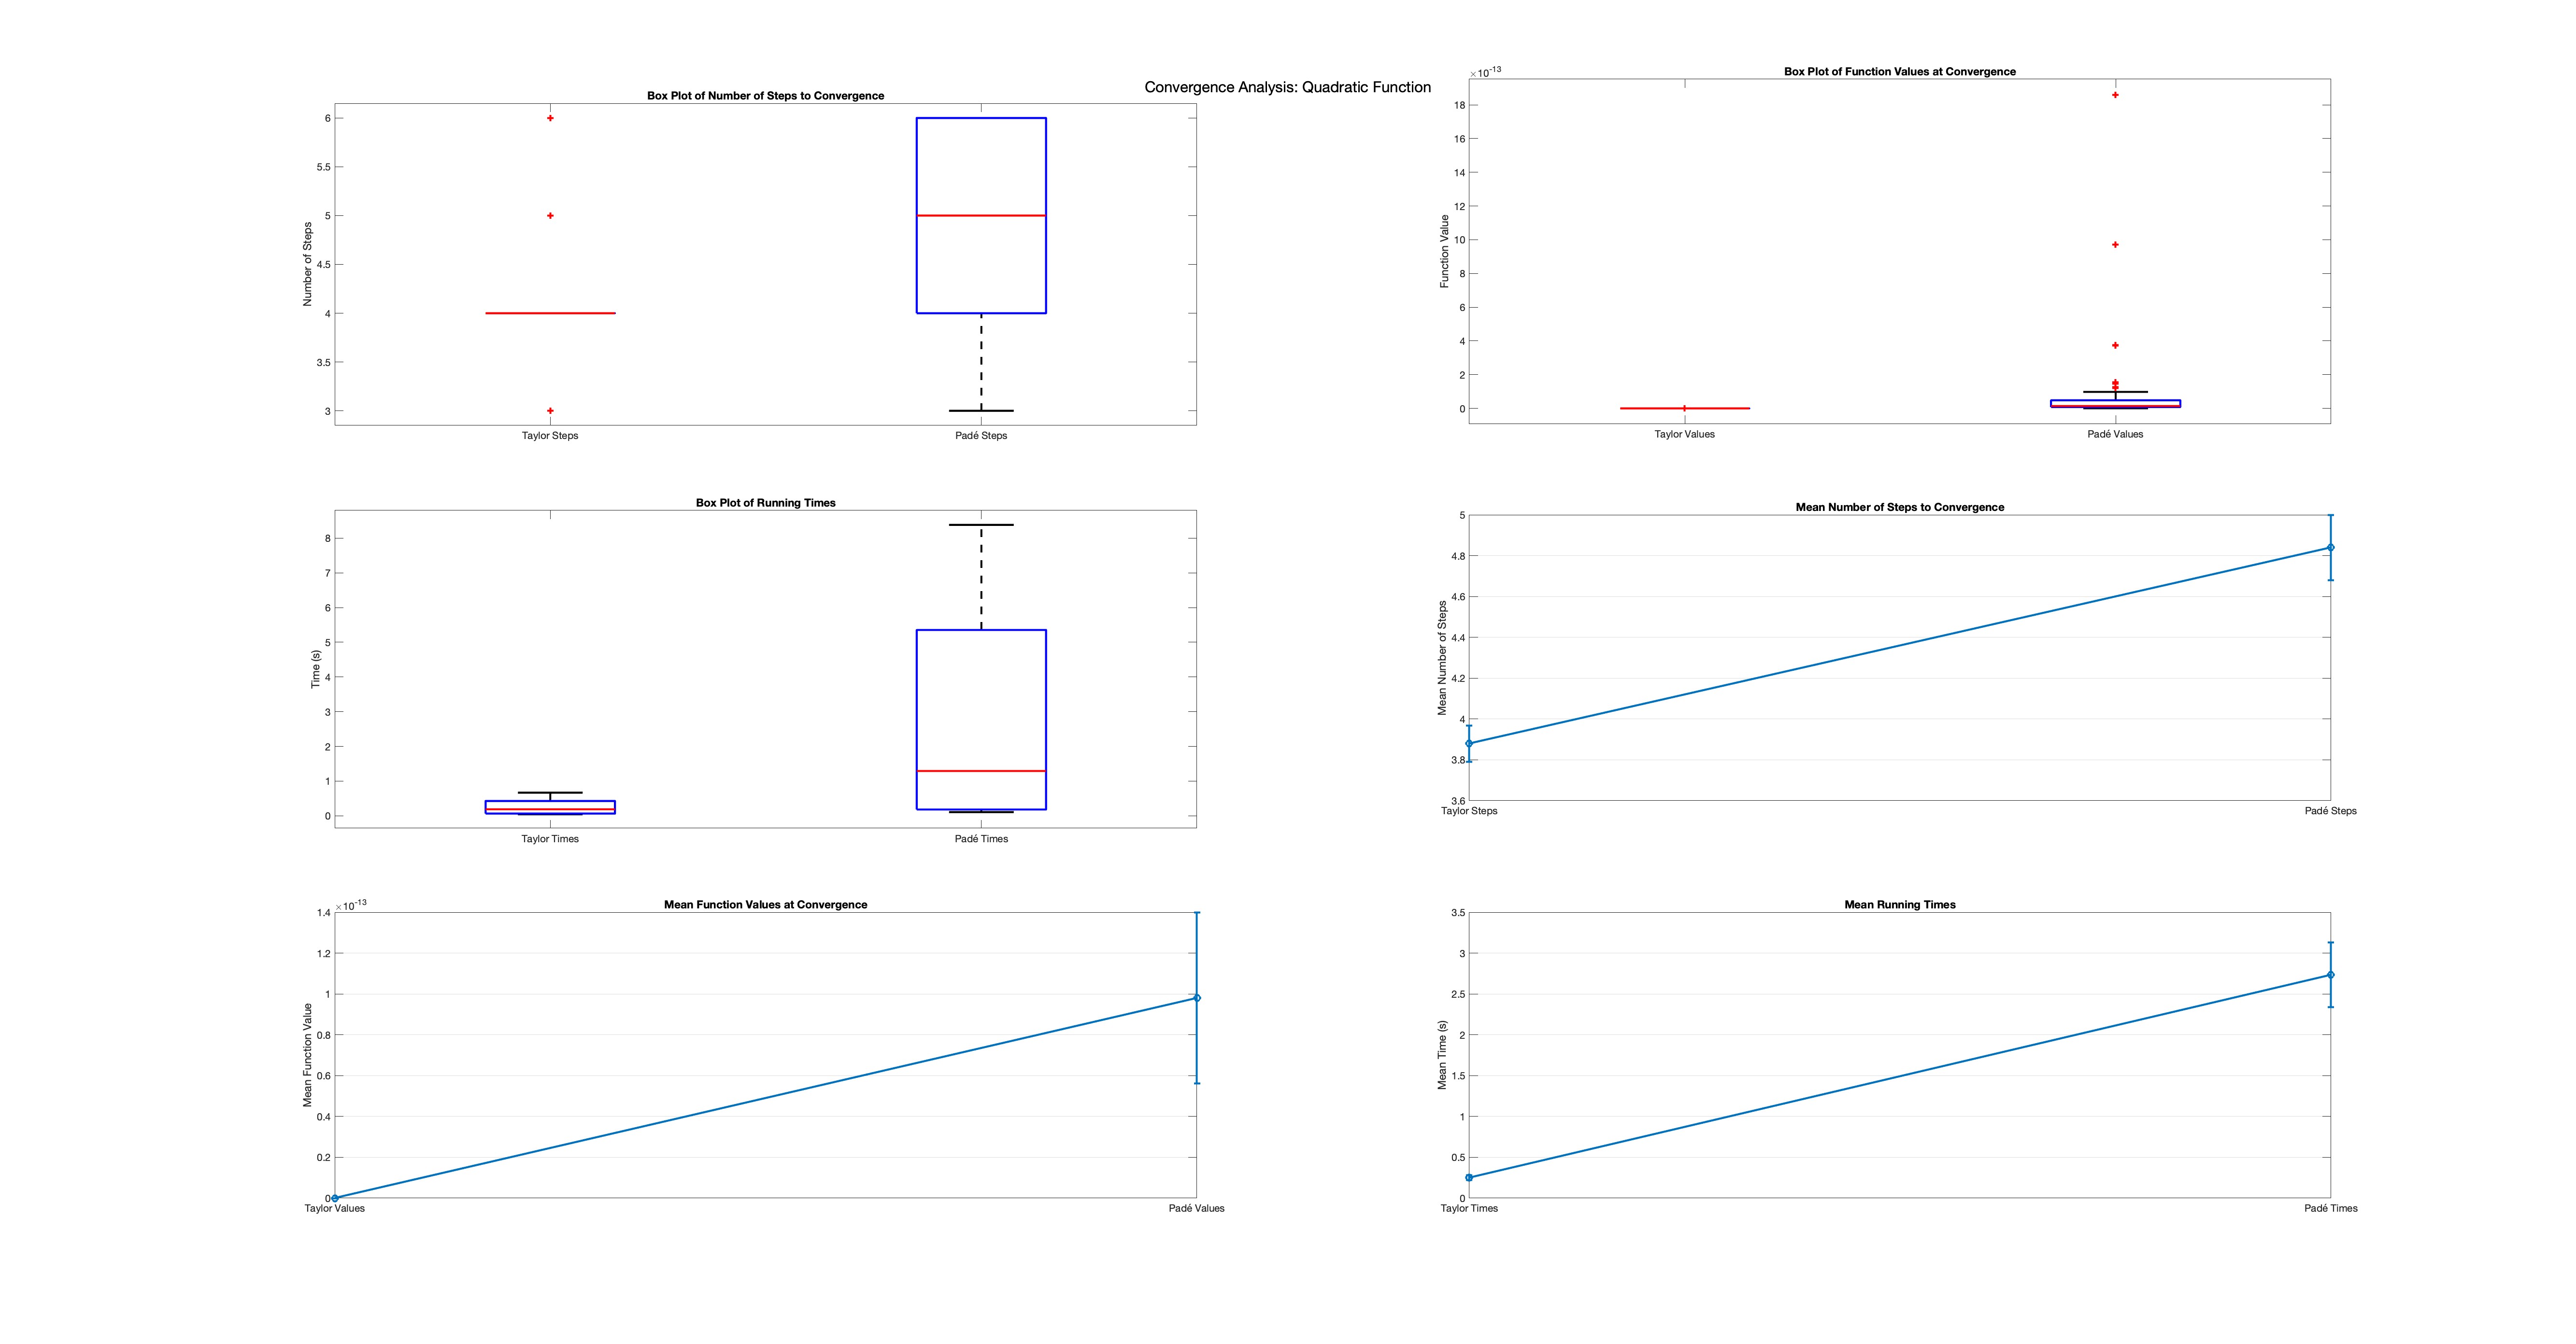 Convergence Analysis: Quadratic Function
Box Plot of Number of Steps to Convergence
Number of Steps
6
5.5
5
4.5
4
3.5
3
Taylor Steps
Padé Steps
×10^-13
Box Plot of Function Values at Convergence
Function Value
18
16
14
12
10
8
6
4
2
0
Taylor Values
Padé Values
Box Plot of Running Times
Time (s)
8
7
6
5
4
3
2
1
0
Taylor Times
Padé Times
Mean Number of Steps to Convergence
Mean Number of Steps
5
4.8
4.6
4.4
4.2
4
3.8
3.6
Taylor Steps
Padé Steps
×10^-13
Mean Function Values at Convergence
Mean Function Value
1.4
1.2
1
0.8
0.6
0.4
0.2
0
Taylor Values
Padé Values
Mean Running Times
Mean Time (s)
3.5
3
2.5
2
1.5
1
0.5
0
Taylor Times
Padé Times